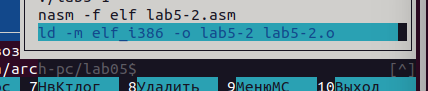 nasm -f elf lab5-2.asm
ld -m elf_i386 -o lab5-2 lab5-2.o
/arch-pc/lab05$ [^]
7НвКтлог 8Удалить 9МенюМС 10Выход